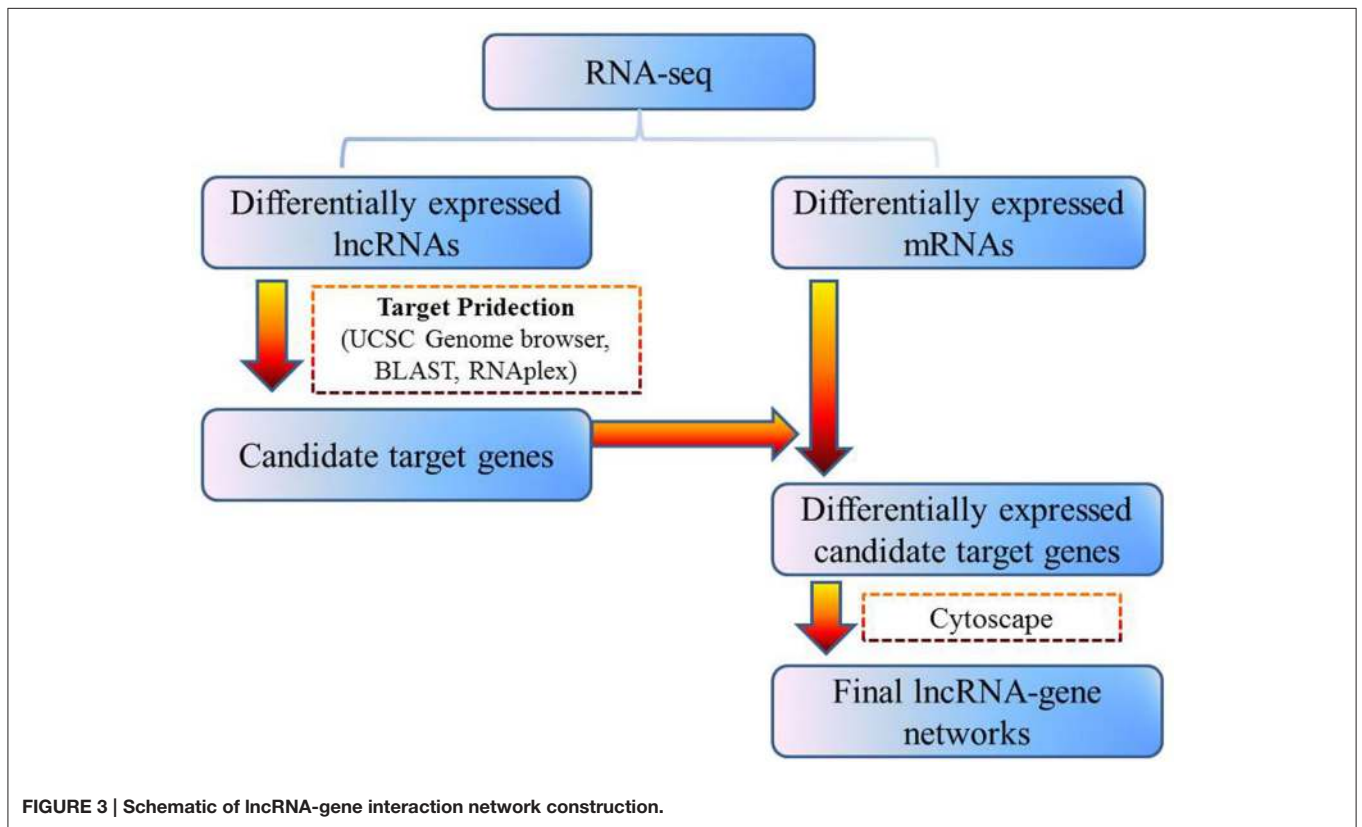 RNA-seq
Differentially expressed
lncRNAs
Differentially expressed
mRNAs
Target Pridection
(UCSC Genome browser,
BLAST, RNAplex)
Candidate target genes
Differentially expressed
candidate target genes
Cytoscape
Final lncRNA-gene
networks
FIGURE 3 | Schematic of lncRNA-gene interaction network construction.